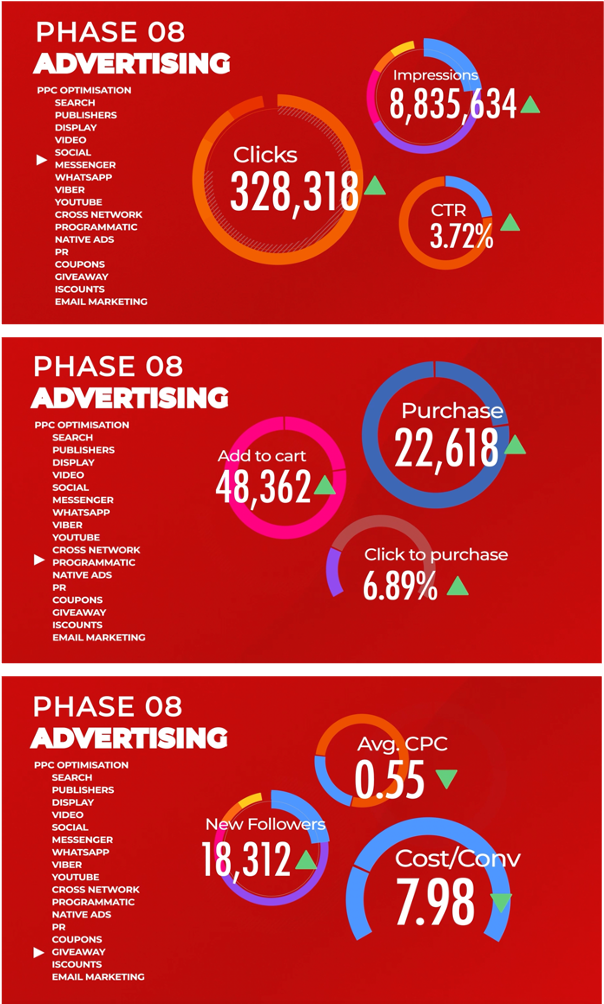 PHASE 08
ADVERTISING
PPC OPTIMISATION
SEARCH
PUBLISHERS
DISPLAY
VIDEO
SOCIAL
MESSENGER
WHATSAPP
VIBER
YOUTUBE
CROSS NETWORK
PROGRAMMATIC
NATIVE ADS
PR
COUPONS
GIVEAWAY
ISCOUNTS
EMAIL MARKETING
Impressions
8,835,634
Clicks
328,318
CTR
3.72%
PHASE 08
ADVERTISING
PPC OPTIMISATION
SEARCH
PUBLISHERS
DISPLAY
VIDEO
SOCIAL
MESSENGER
WHATSAPP
VIBER
YOUTUBE
CROSS NETWORK
PROGRAMMATIC
NATIVE ADS
PR
COUPONS
GIVEAWAY
ISCOUNTS
EMAIL MARKETING
Purchase
22,618
Add to cart
48,362
Click to purchase
6.89%
PHASE 08
ADVERTISING
PPC OPTIMISATION
SEARCH
PUBLISHERS
DISPLAY
VIDEO
SOCIAL
MESSENGER
WHATSAPP
VIBER
YOUTUBE
CROSS NETWORK
PROGRAMMATIC
NATIVE ADS
PR
COUPONS
GIVEAWAY
ISCOUNTS
EMAIL MARKETING
Avg. CPC
0.55
New Followers
18,312
Cost/Conv
7.98